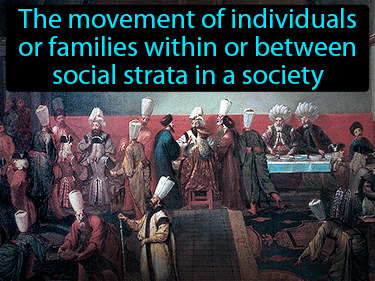 The movement of individuals
or families within or between
social strata in a society